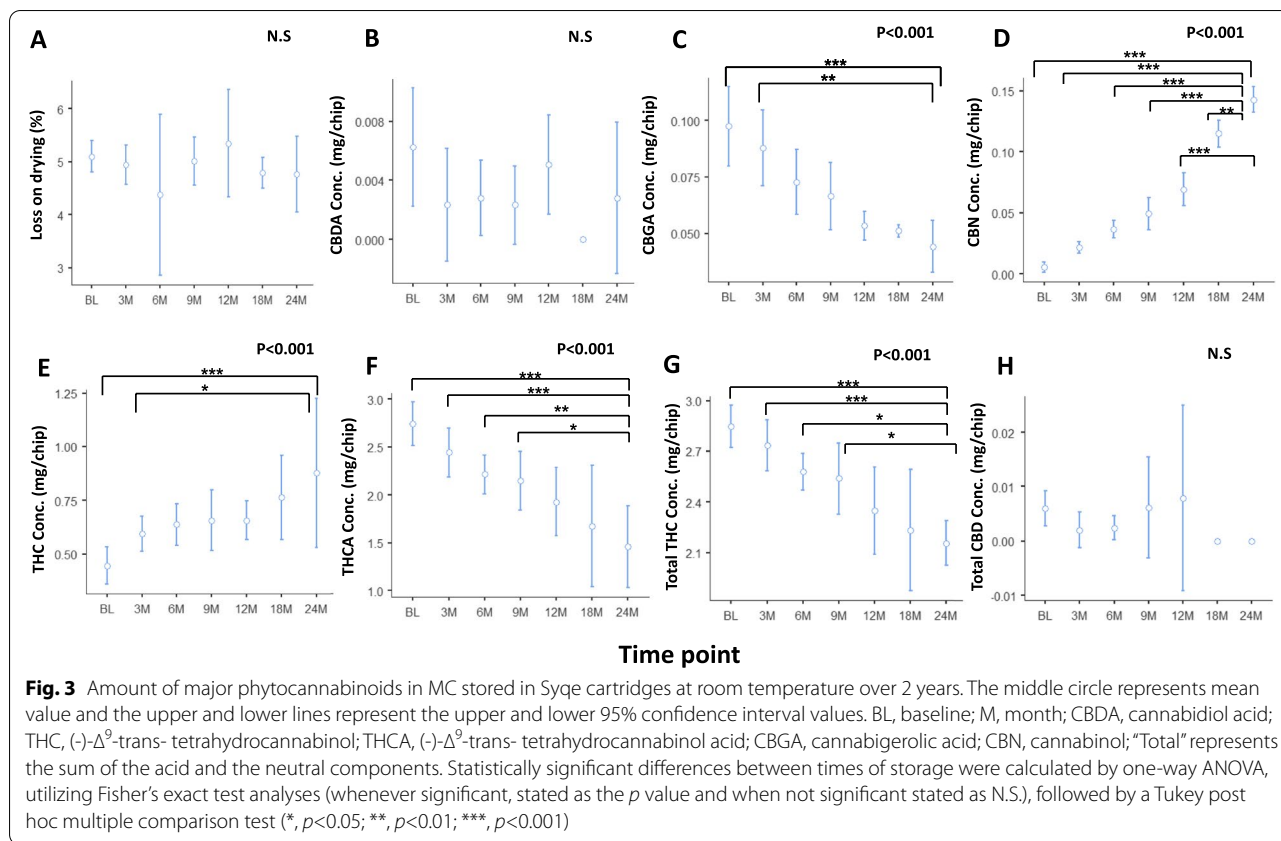 A
N.S
Loss on drying (%)
6
5
4
3
BL 3M 6M 9M 12M 18M 24M
B
N.S
CBDA Conc. (mg/chip)
0.008
0.004
0.000
BL 3M 6M 9M 12M 18M 24M
C
P<0.001
***
**
CBGA Conc. (mg/chip)
0.100
0.075
0.050
BL 3M 6M 9M 12M 18M 24M
D
P<0.001
***
***
***
***
**
***
CBN Conc. (mg/chip)
0.15
0.10
0.05
0.00
BL 3M 6M 9M 12M 18M 24M
E
P<0.001
***
*
THC Conc. (mg/chip)
1.25
1.00
0.75
0.50
BL 3M 6M 9M 12M 18M 24M
F
P<0.001
***
***
**
*
THCA Conc. (mg/chip)
3.0
2.5
2.0
1.5
1.0
BL 3M 6M 9M 12M 18M 24M
G
P<0.001
***
***
*
*
Total THC Conc. (mg/chip)
3.0
2.7
2.4
2.1
BL 3M 6M 9M 12M 18M 24M
H
N.S
Total CBD Conc. (mg/chip)
0.02
0.01
0.00
-0.01
BL 3M 6M 9M 12M 18M 24M
Time point
Fig. 3 Amount of major phytocannabinoids in MC stored in Syqe cartridges at room temperature over 2 years. The middle circle represents mean
value and the upper and lower lines represent the upper and lower 95% confidence interval values. BL, baseline; M, month; CBDA, cannabidiol acid;
THC, (-)-Δ⁹-trans- tetrahydrocannabinol; THCA, (-)-Δ⁹-trans- tetrahydrocannabinol acid; CBGA, cannabigerolic acid; CBN, cannabinol; “Total” represents
the sum of the acid and the neutral components. Statistically significant differences between times of storage were calculated by one-way ANOVA,
utilizing Fisher’s exact test analyses (whenever significant, stated as the p value and when not significant stated as N.S.), followed by a Tukey post
hoc multiple comparison test (*, p<0.05; **, p<0.01; ***, p<0.001)